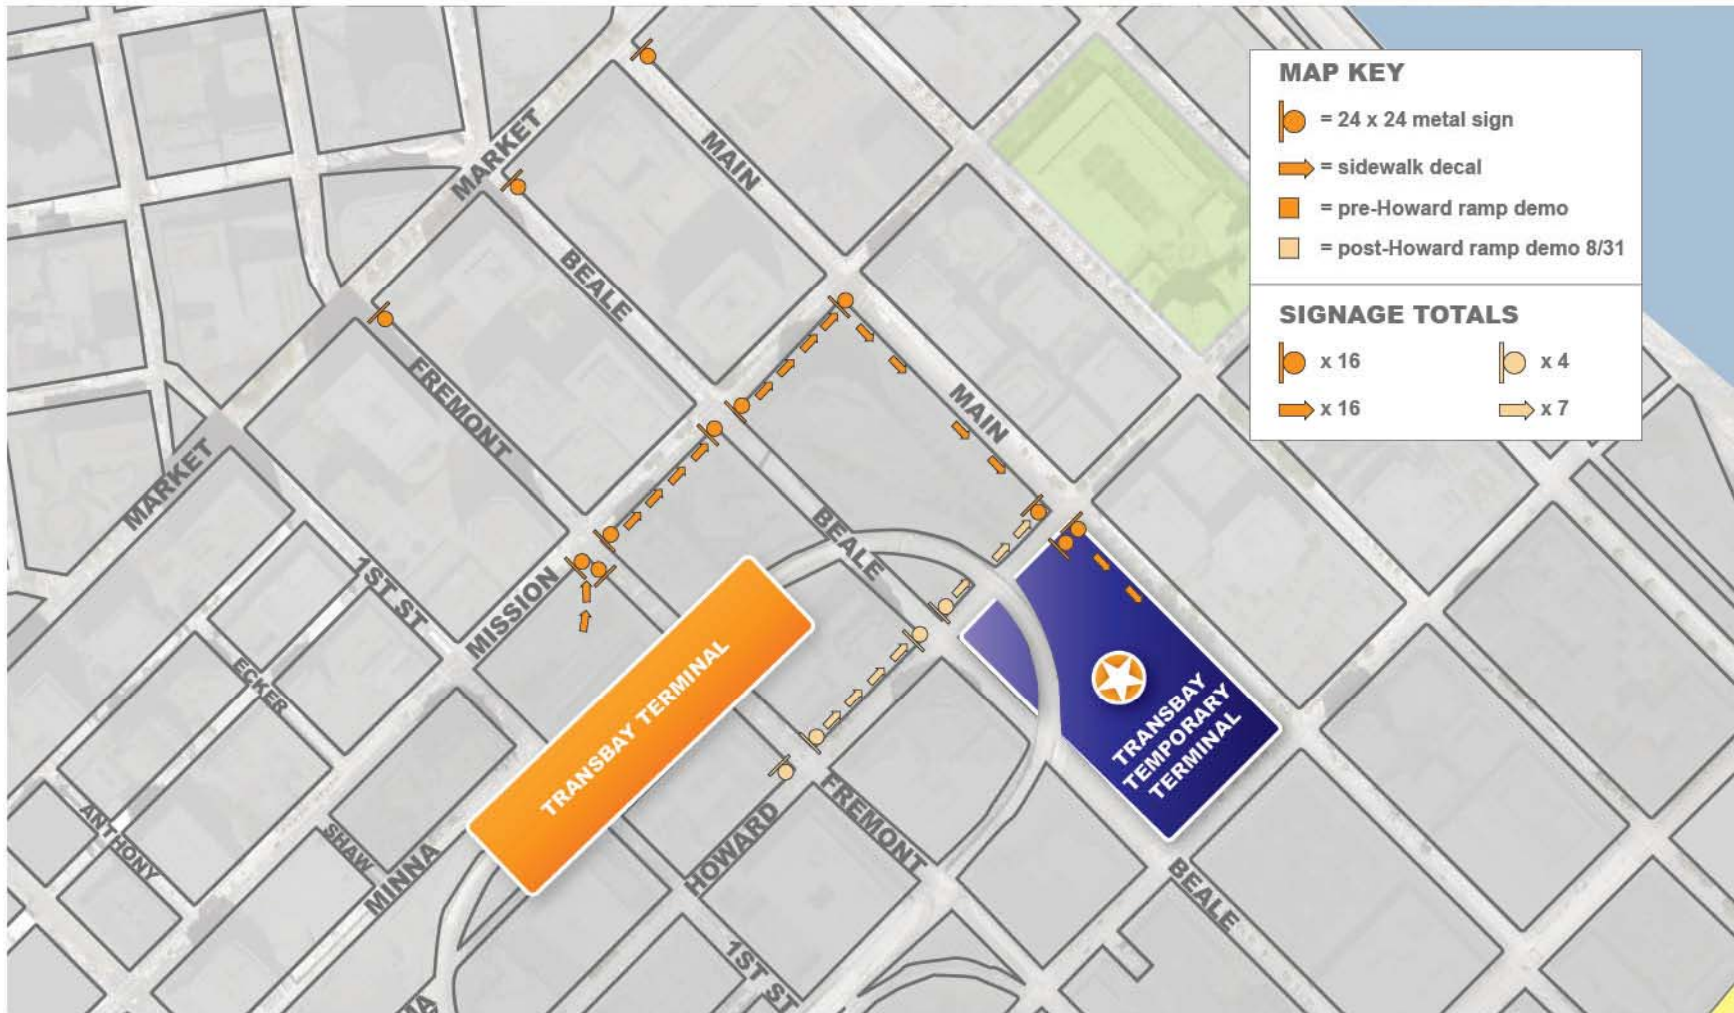 MAP KEY
= 24 x 24 metal sign
= sidewalk decal
= pre-Howard ramp demo
= post-Howard ramp demo 8/31
SIGNAGE TOTALS
x 16
x 4
x 16
x 7
MARKET
MAIN
BEALE
FREMONT
MARKET
MAIN
BEALE
1ST ST
MISSION
ECKER
TRANSBAY TERMINAL
TRANSBAY
TEMPORARY
TERMINAL
ANTHONY
SHAW
MINNA
HOWARD
FREMONT
BEALE
1ST ST
MA